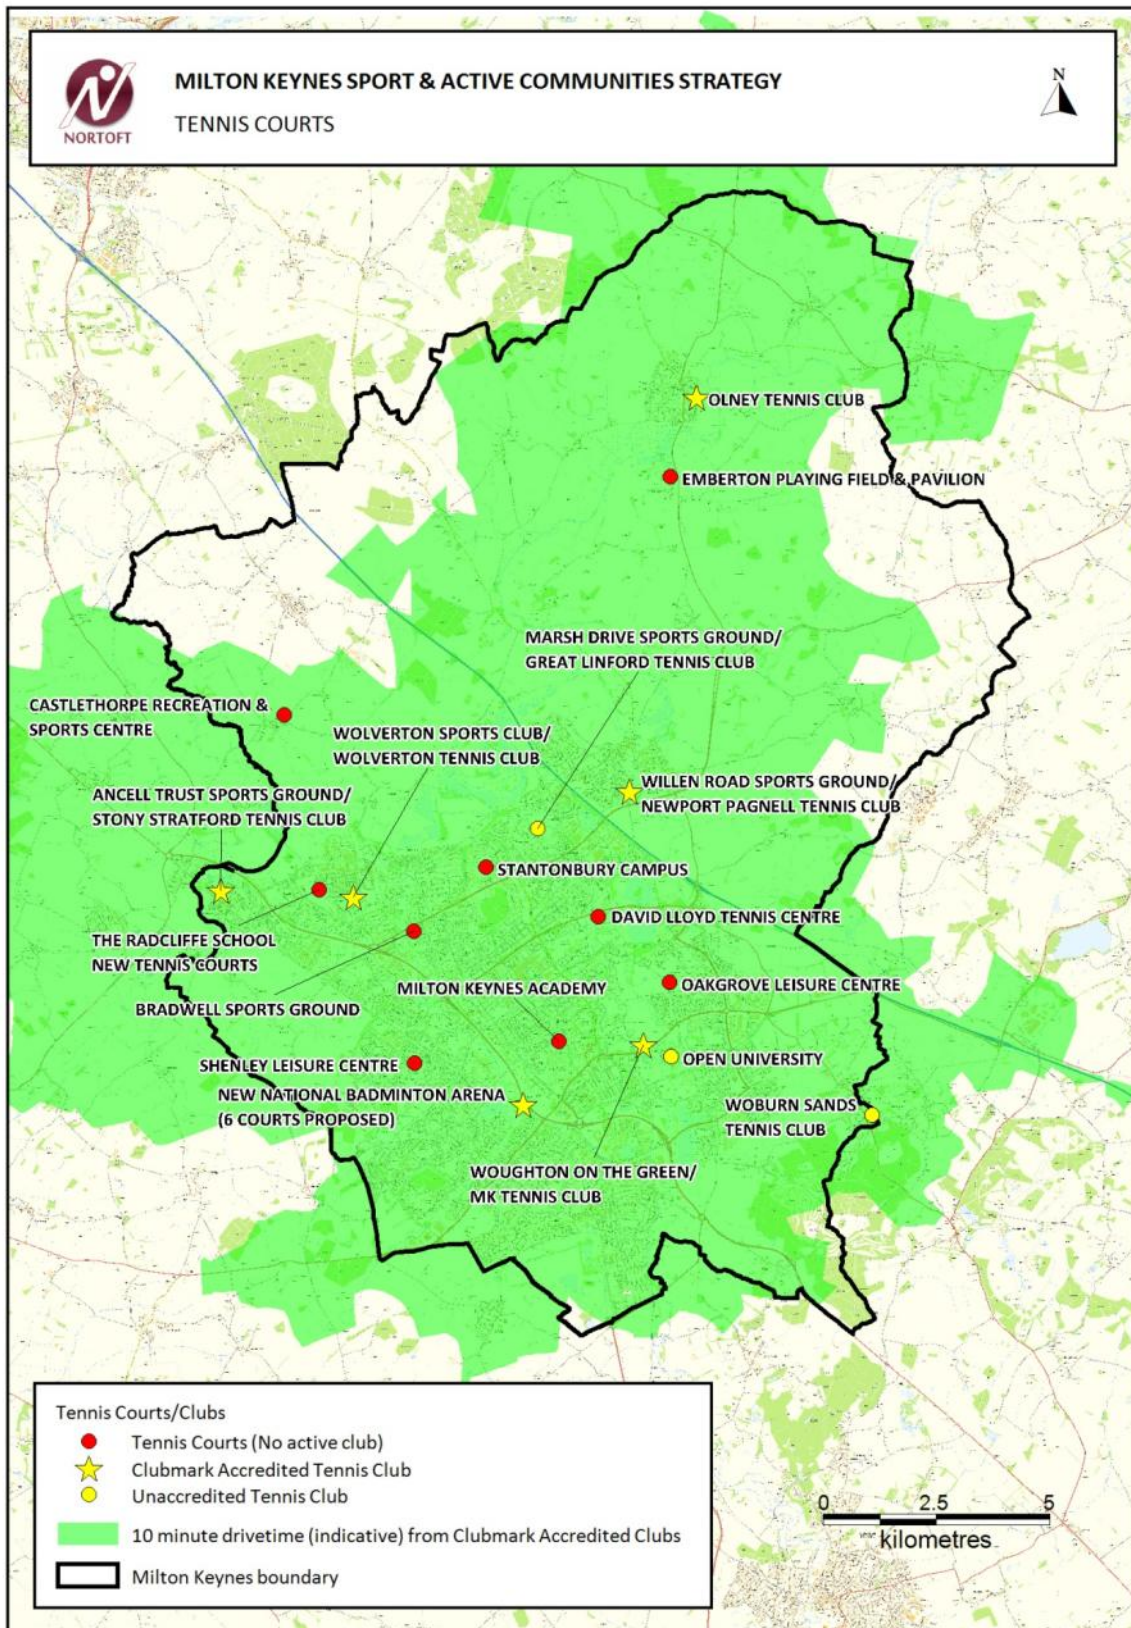 MILTON KEYNES SPORT & ACTIVE COMMUNITIES STRATEGY
TENNIS COURTS
NORTOFT
N
OLNEY TENNIS CLUB
EMBERTON PLAYING FIELD & PAVILION
MARSH DRIVE SPORTS GROUND/
GREAT LINFORD TENNIS CLUB
CASTLETHORPE RECREATION &
SPORTS CENTRE
WOLVERTON SPORTS CLUB/
WOLVERTON TENNIS CLUB
WILLEN ROAD SPORTS GROUND/
NEWPORT PAGNELL TENNIS CLUB
ANCELL TRUST SPORTS GROUND/
STONY STRATFORD TENNIS CLUB
STANTONBURY CAMPUS
DAVID LLOYD TENNIS CENTRE
THE RADCLIFFE SCHOOL
NEW TENNIS COURTS
MILTON KEYNES ACADEMY
OAKGROVE LEISURE CENTRE
BRADWELL SPORTS GROUND
SHENLEY LEISURE CENTRE
OPEN UNIVERSITY
NEW NATIONAL BADMINTON ARENA
(6 COURTS PROPOSED)
WOBURN SANDS
TENNIS CLUB
WOUGHTON ON THE GREEN/
MK TENNIS CLUB
Tennis Courts/Clubs
Tennis Courts (No active club)
Clubmark Accredited Tennis Club
Unaccredited Tennis Club
10 minute drivetime (indicative) from Clubmark Accredited Clubs
Milton Keynes boundary
0 2.5 5
kilometres